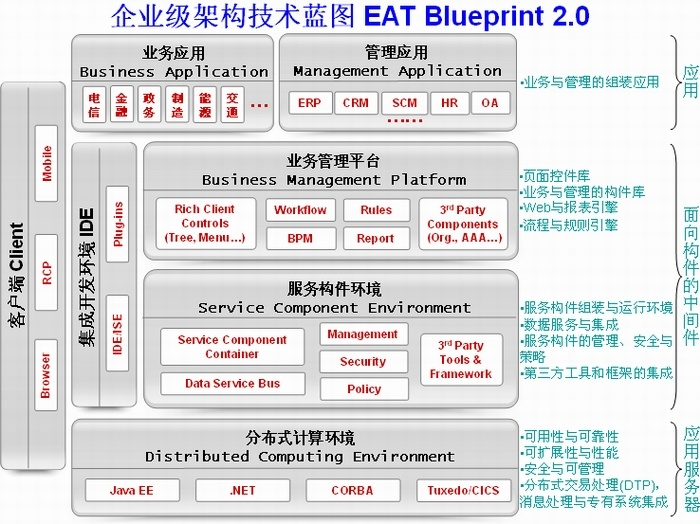 企业级架构技术蓝图 EAT Blueprint 2.0
客户端 Client
Mobile
RCP
Browser
业务应用
Business Application
电信
金融
政务
制造
能源
交通
...
管理应用
Management Application
ERP
CRM
SCM
HR
OA
……
•业务与管理的组装应用
应用
集成开发环境 IDE
Plug-ins
IDE/ISE
业务管理平台
Business Management Platform
Rich Client
Controls
(Tree, Menu...)
Workflow
Rules
BPM
Report
3rd Party
Components
(Org., AAA...)
•页面控件库
•业务与管理的构件库
•Web与报表引擎
•流程与规则引擎
面向构件的中间件
服务构件环境
Service Component Environment
Service Component
Container
Data Service Bus
Management
Security
Policy
3rd Party
Tools &
Framework
•服务构件组装与运行环境
•数据服务与集成
•服务构件的管理、安全与
策略
•第三方工具和框架的集成
分布式计算环境
Distributed Computing Environment
Java EE
.NET
CORBA
Tuxedo/CICS
•可用性与可靠性
•可扩展性与性能
•安全与可管理
•分布式交易处理(DTP),
消息处理与专有系统集成
应用服务器